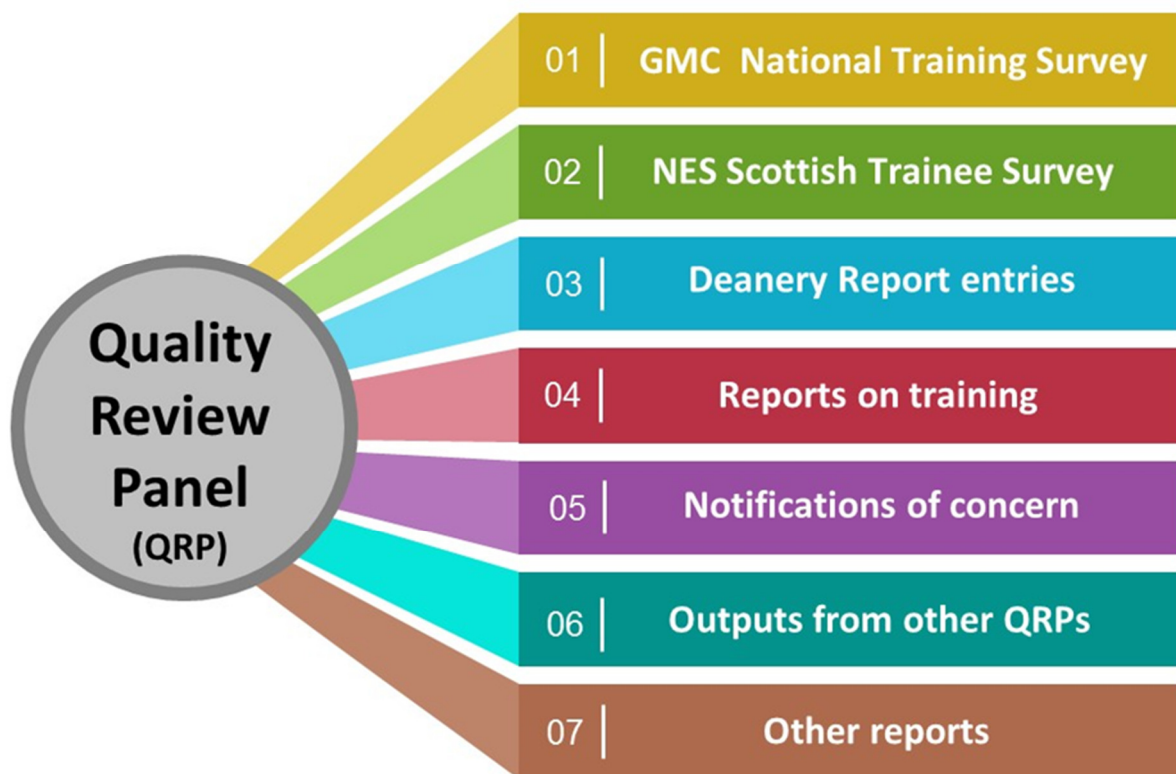 Quality
Review
Panel
(QRP)
01 | GMC National Training Survey
02 | NES Scottish Trainee Survey
03 | Deanery Report entries
04 | Reports on training
05 | Notifications of concern
06 | Outputs from other QRPs
07 | Other reports